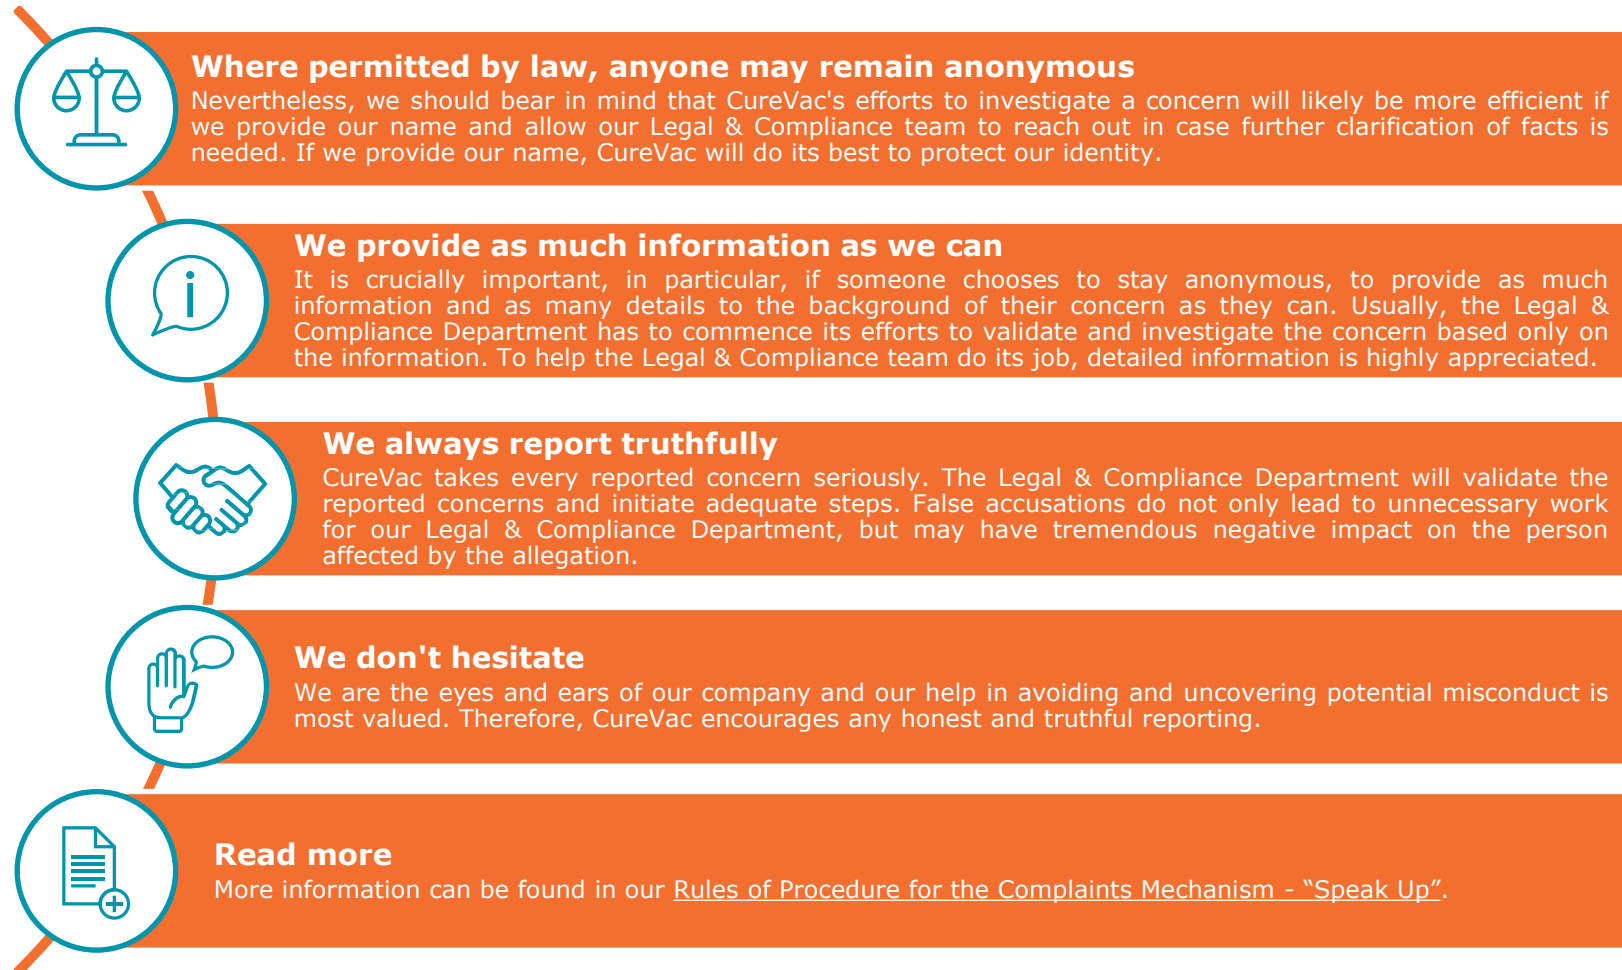 Where permitted by law, anyone may remain anonymous
Nevertheless, we should bear in mind that CureVac's efforts to investigate a concern will likely be more efficient if
we provide our name and allow our Legal & Compliance team to reach out in case further clarification of facts is
needed. If we provide our name, CureVac will do its best to protect our identity.
We provide as much information as we can
It is crucially important, in particular, if someone chooses to stay anonymous, to provide as much
information and as many details to the background of their concern as they can. Usually, the Legal &
Compliance Department has to commence its efforts to validate and investigate the concern based only on
the information. To help the Legal & Compliance team do its job, detailed information is highly appreciated.
We always report truthfully
CureVac takes every reported concern seriously. The Legal & Compliance Department will validate the
reported concerns and initiate adequate steps. False accusations do not only lead to unnecessary work
for our Legal & Compliance Department, but may have tremendous negative impact on the person
affected by the allegation.
We don't hesitate
We are the eyes and ears of our company and our help in avoiding and uncovering potential misconduct is
most valued. Therefore, CureVac encourages any honest and truthful reporting.
Read more
More information can be found in our Rules of Procedure for the Complaints Mechanism - “Speak Up”.